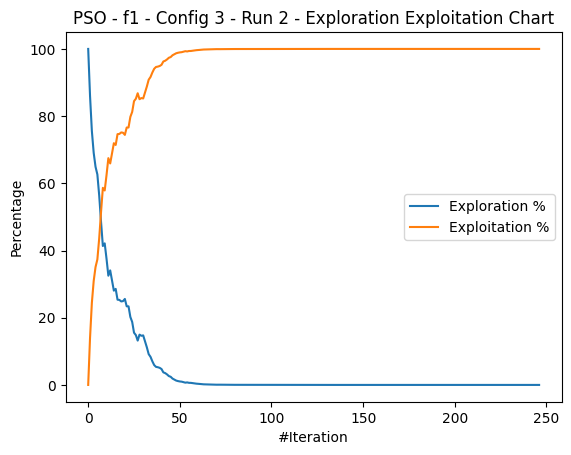 PSO - f1 - Config 3 - Run 2 - Exploration Exploitation Chart
Percentage
100
80
60
40
20
0
Exploration %
Exploitation %
0
50
100
150
200
250
#Iteration